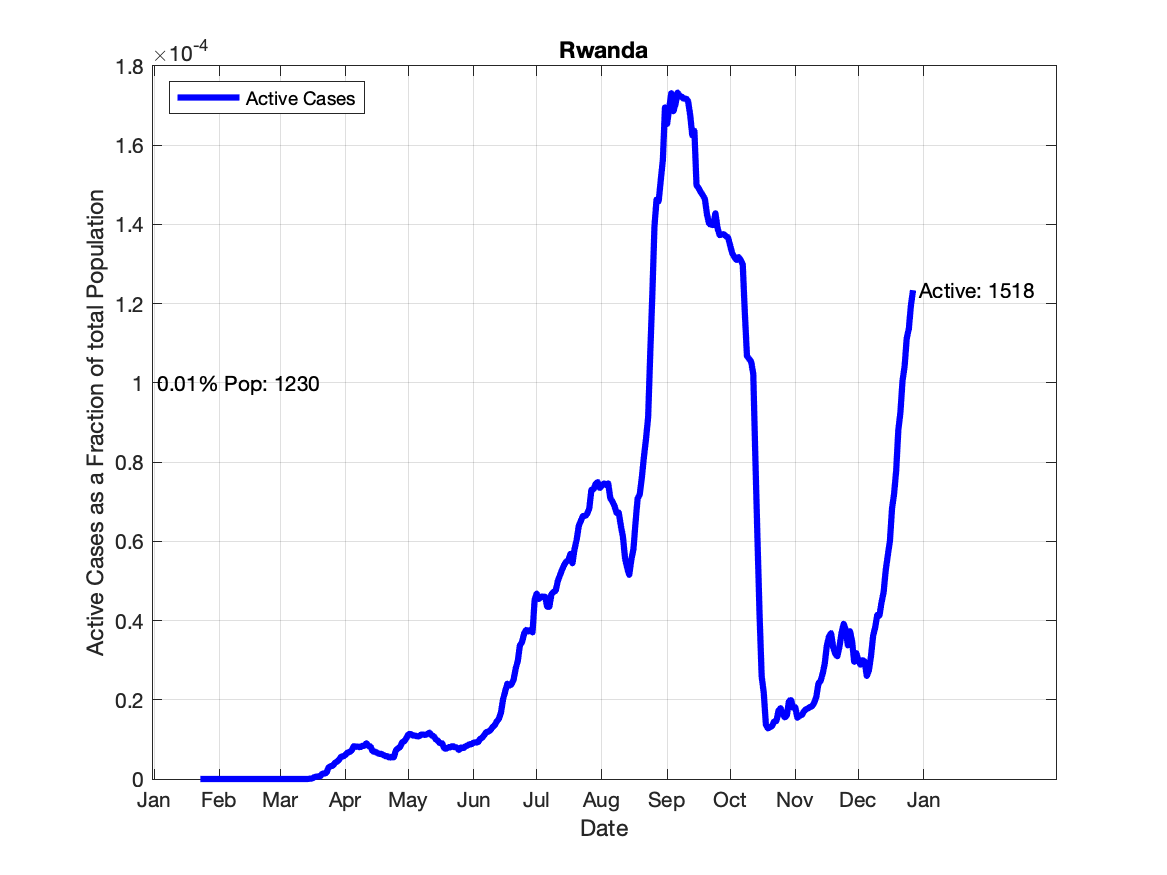 Rwanda
×10⁻⁴
1.8
1.6
1.4
1.2
1
0.8
0.6
0.4
0.2
0
Active Cases
Active: 1518
0.01% Pop: 1230
Active Cases as a Fraction of total Population
Jan Feb Mar Apr May Jun Jul Aug Sep Oct Nov Dec Jan
Date